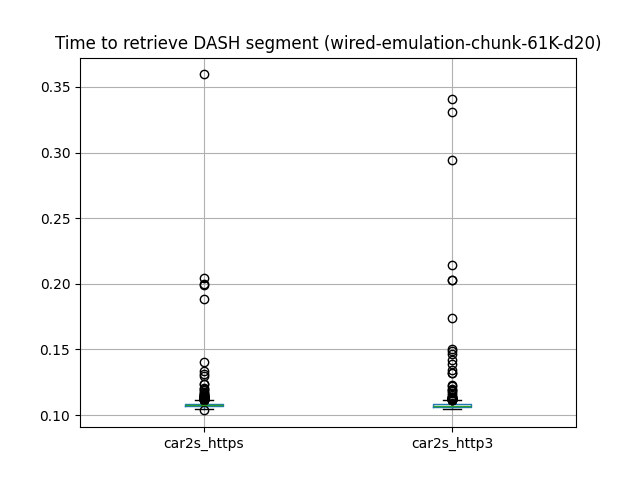 Time to retrieve DASH segment (wired-emulation-chunk-61K-d20)
0.35
0.30
0.25
0.20
0.15
0.10
car2s_https
car2s_http3